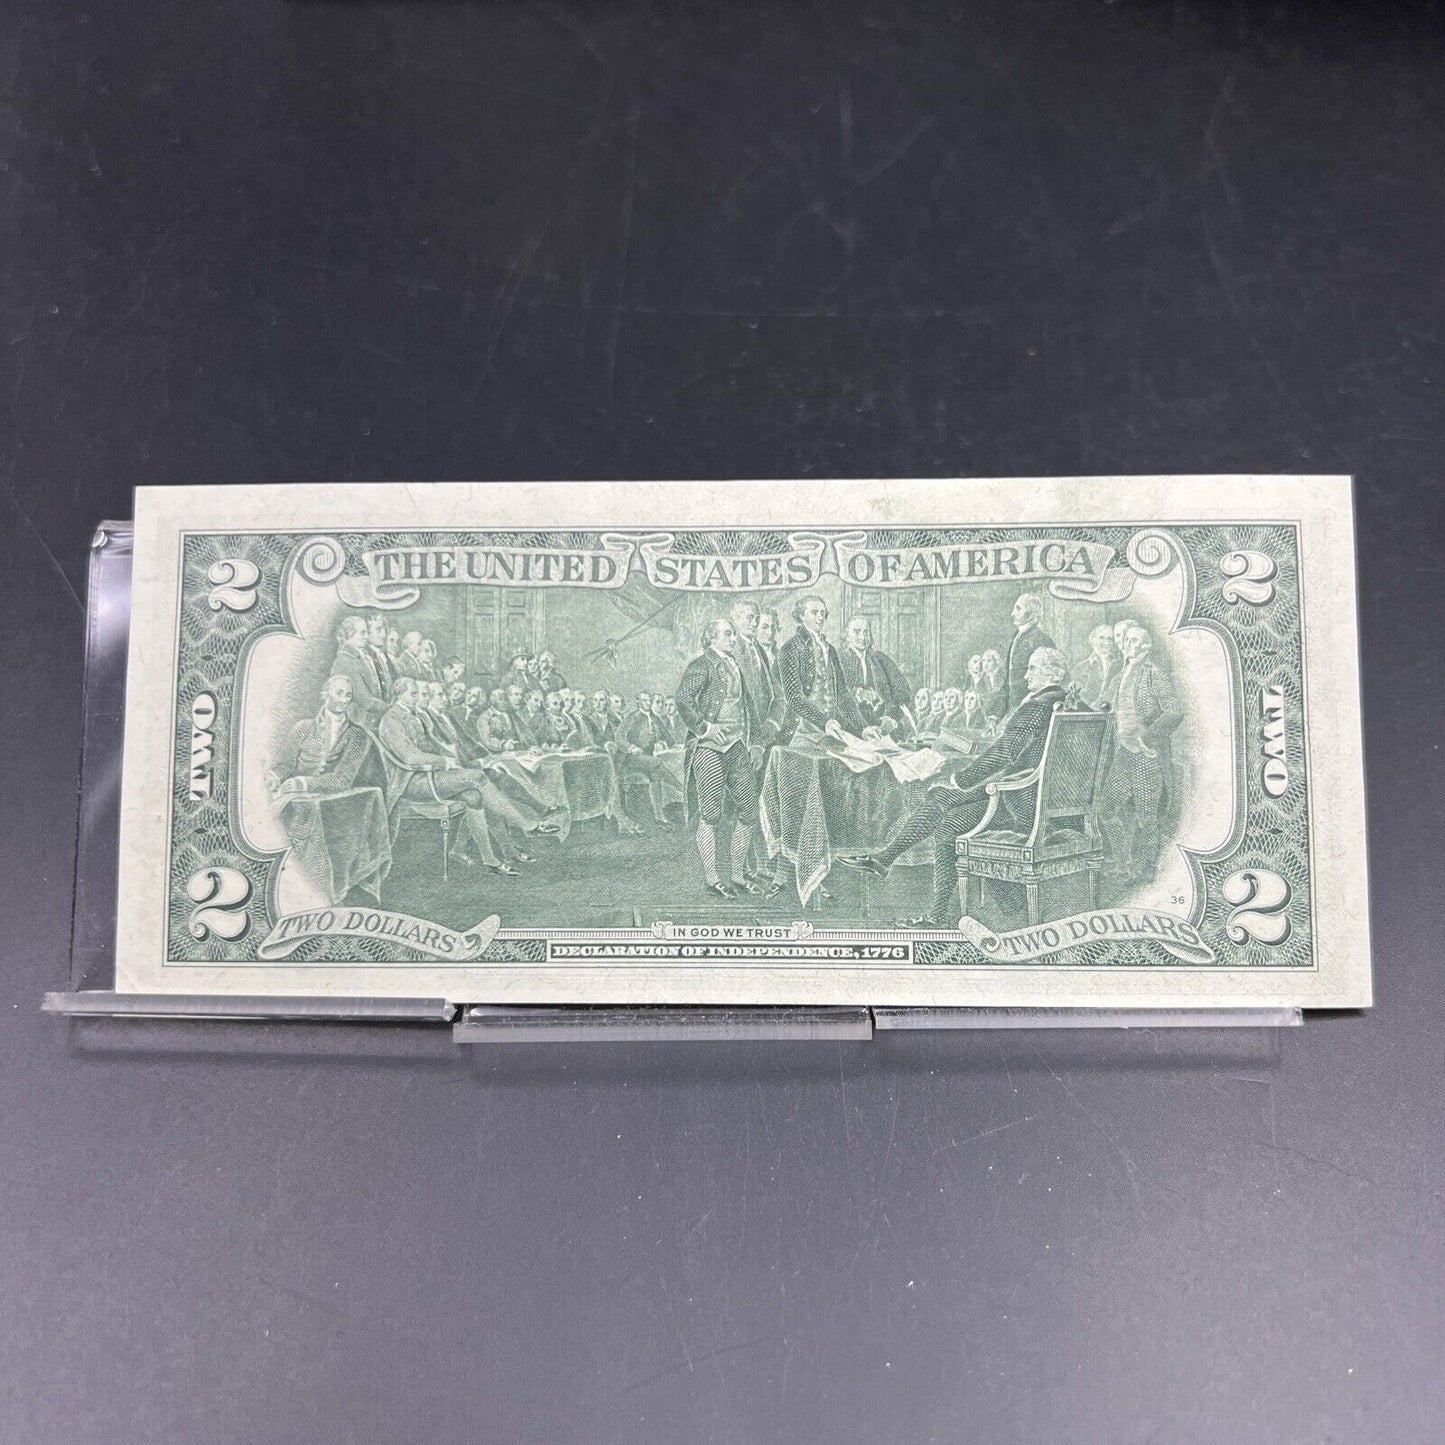 THE UNITED STATES OF AMERICA
2 2
TWO TWO
2 2
36
TWO DOLLARS IN GOD WE TRUST TWO DOLLARS
DECLARATION OF INDEPENDENCE, 1776